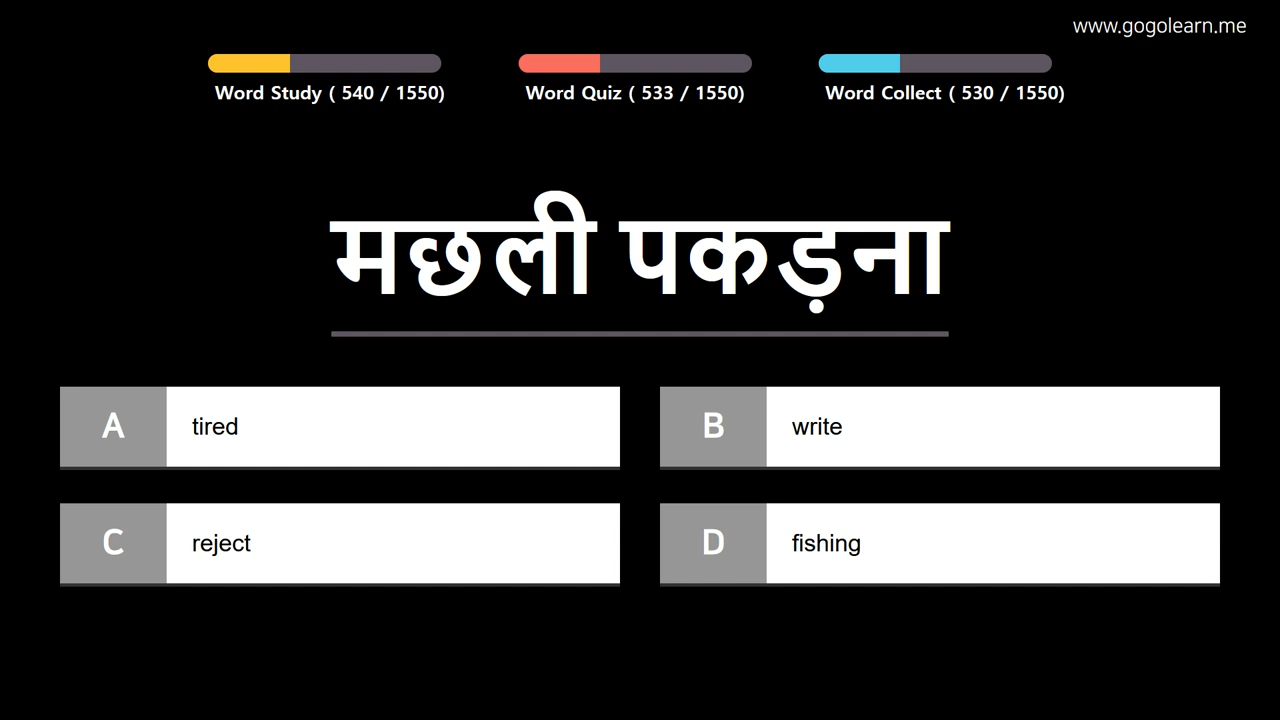 www.gogolearn.me
Word Study ( 540 / 1550)
Word Quiz ( 533 / 1550)
Word Collect ( 530 / 1550)
मछली पकड़ना
A tired
B write
C reject
D fishing